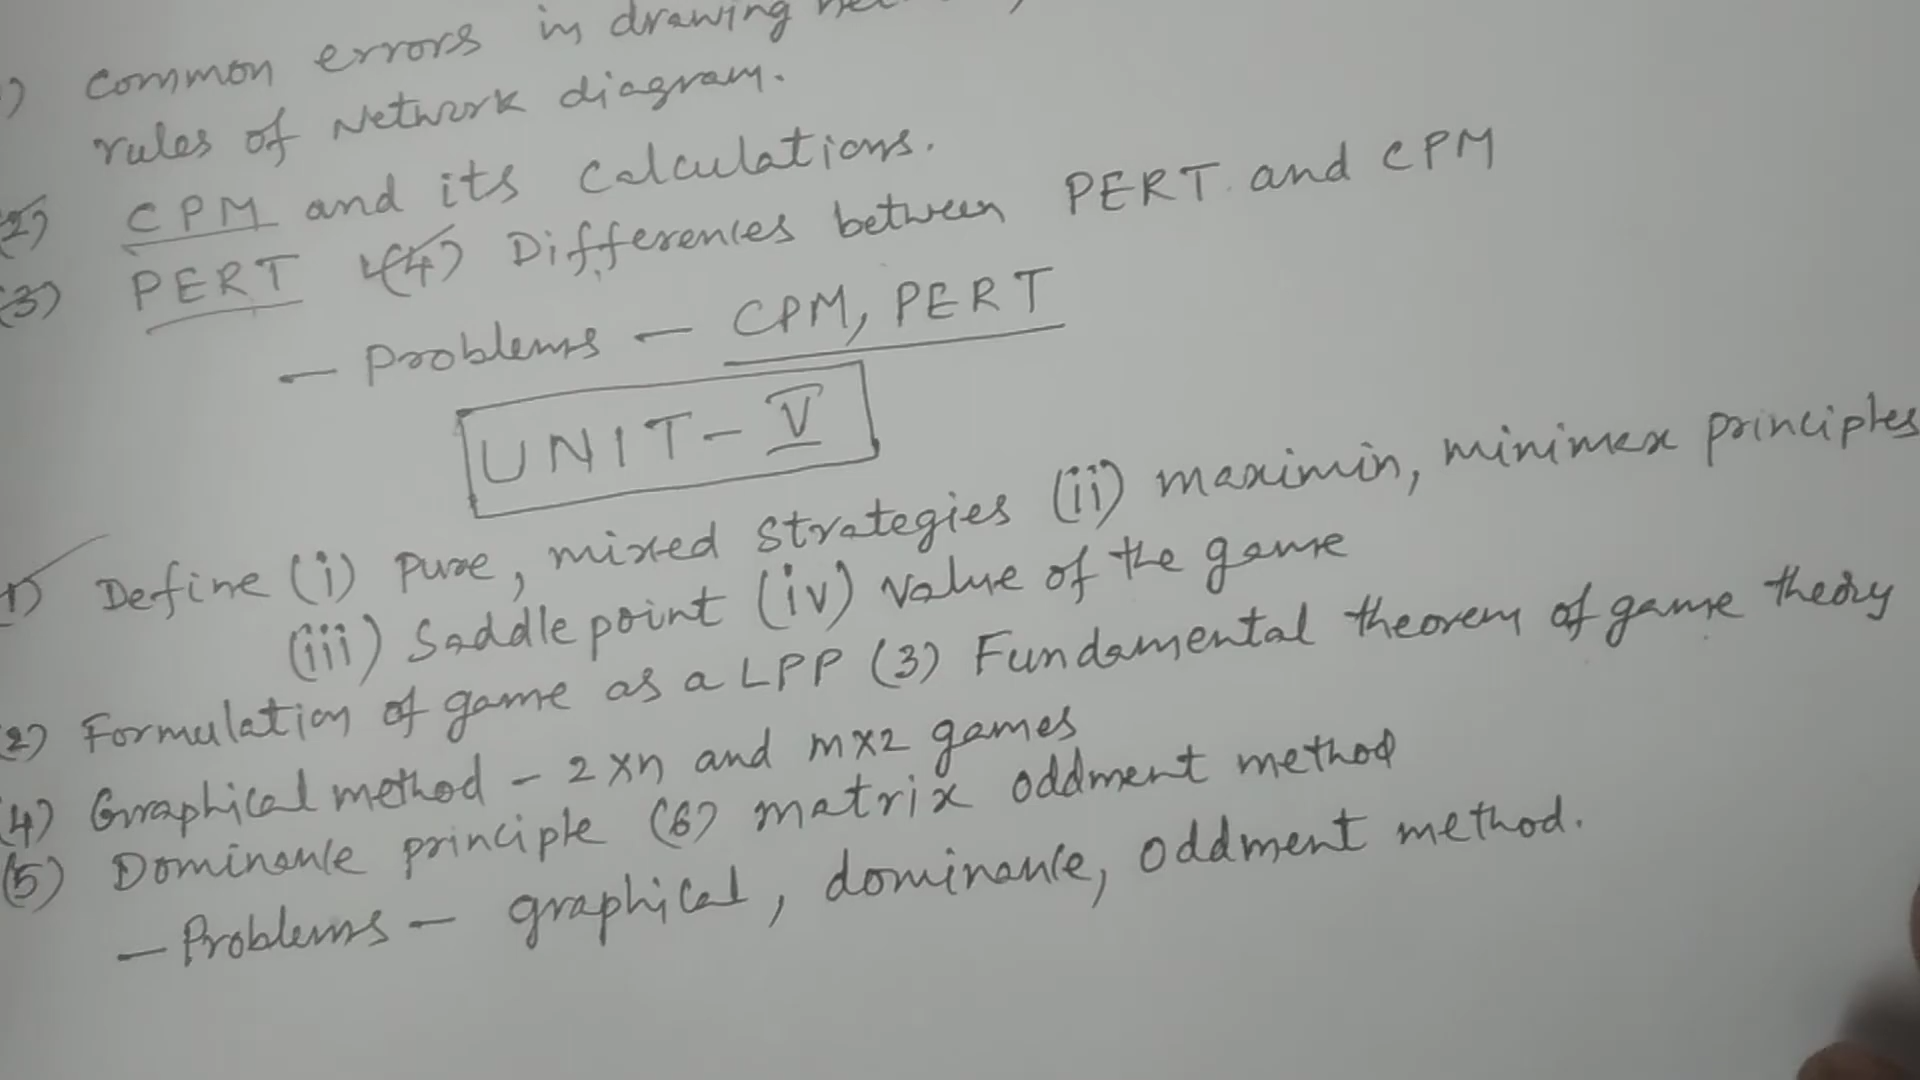 ) Common errors in drawing
rules of Network diagram.
(2) CPM and its Calculations.
(3) PERT (4) Differences between PERT and CPM
- Problems - CPM, PERT
UNIT-V
1) Define (i) Pure, mixed strategies (ii) maximin, minimax principles
(iii) Saddle point (iv) value of the game
(2) Formulation of game as a LPP (3) Fundamental theorem of game theory
(4) Graphical method - 2xn and mx2 games
(5) Dominance principle (6) matrix oddment method
- Problems - graphical, dominance, oddment method.